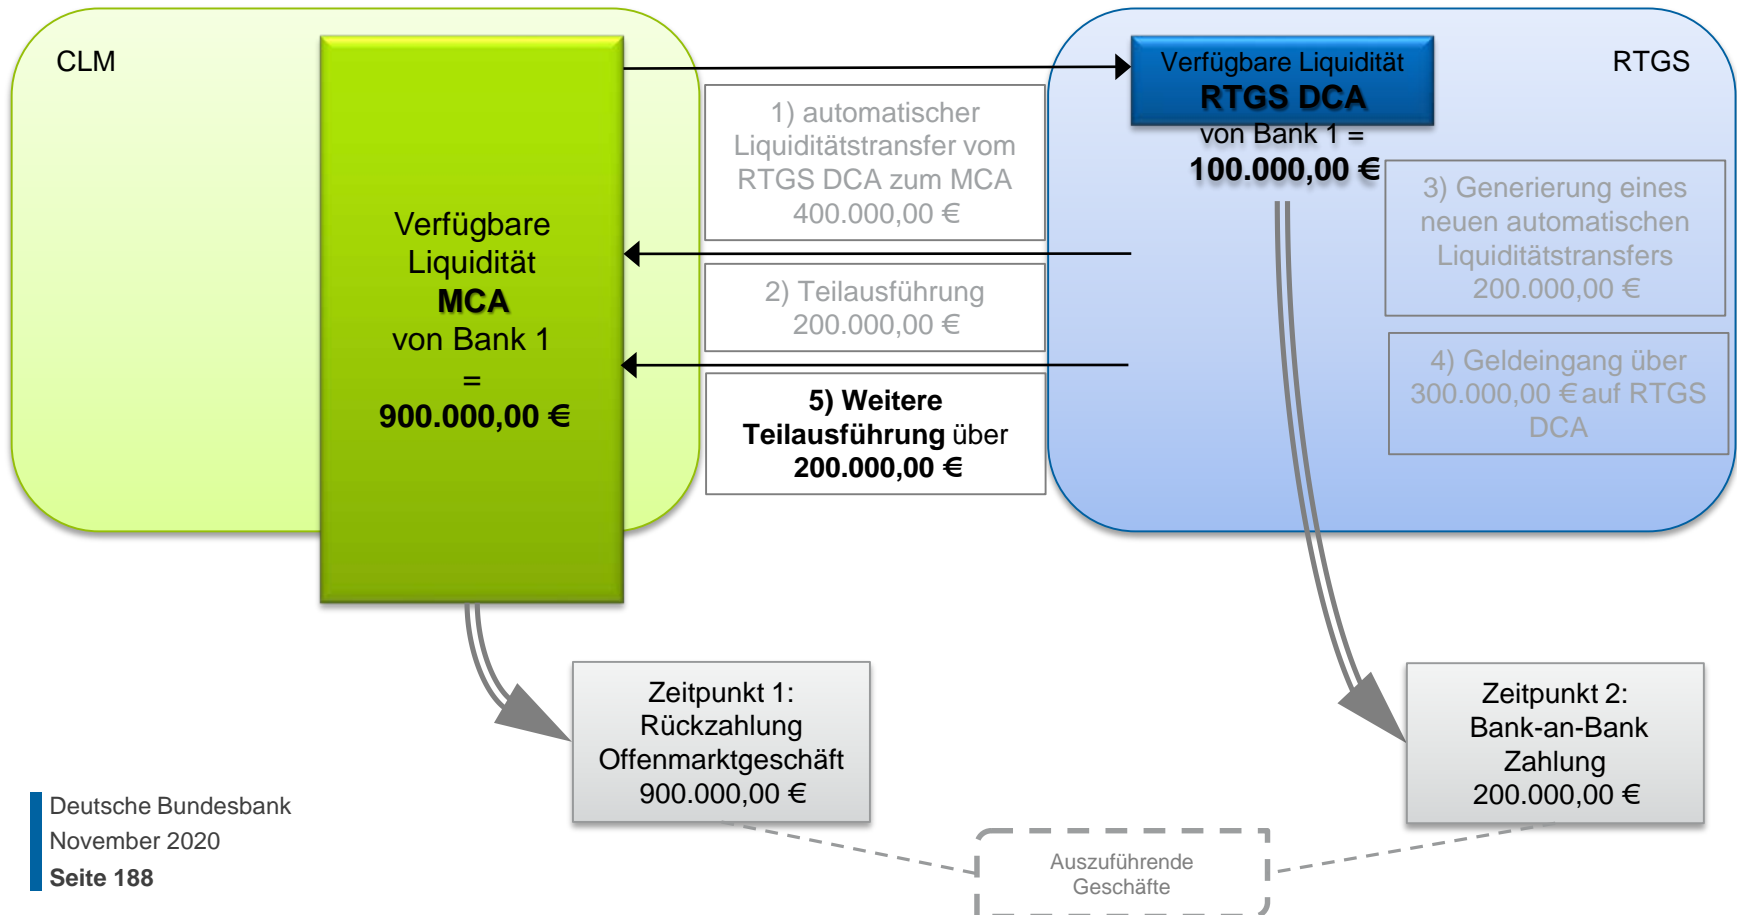 CLM
Verfügbare
Liquidität
MCA
von Bank 1
=
900.000,00 €
1) automatischer
Liquiditätstransfer vom
RTGS DCA zum MCA
400.000,00 €
2) Teilausführung
200.000,00 €
5) Weitere
Teilausführung über
200.000,00 €
RTGS
Verfügbare Liquidität
RTGS DCA
von Bank 1 =
100.000,00 €
3) Generierung eines
neuen automatischen
Liquiditätstransfers
200.000,00 €
4) Geldeingang über
300.000,00 € auf RTGS
DCA
Zeitpunkt 1:
Rückzahlung
Offenmarktgeschäft
900.000,00 €
Zeitpunkt 2:
Bank-an-Bank
Zahlung
200.000,00 €
Auszuführende
Geschäfte
Deutsche Bundesbank
November 2020
Seite 188